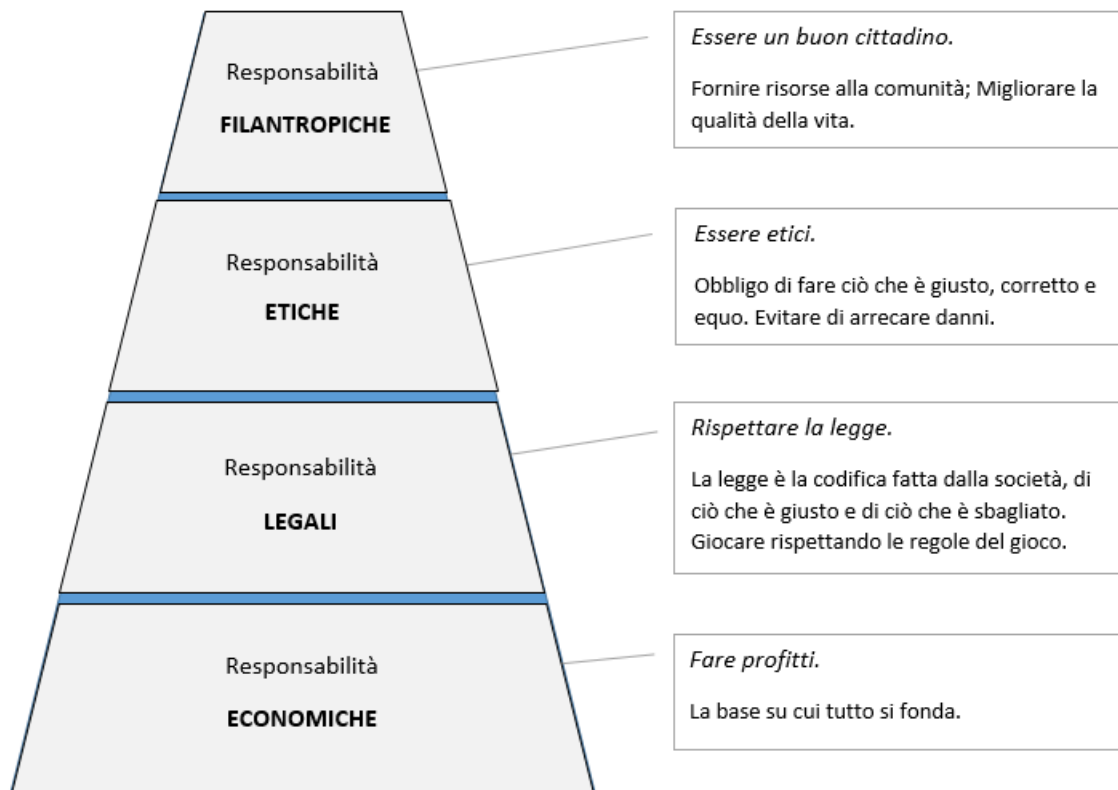 Responsabilità
FILANTROPICHE
Essere un buon cittadino.
Fornire risorse alla comunità; Migliorare la
qualità della vita.
Responsabilità
ETICHE
Essere etici.
Obbligo di fare ciò che è giusto, corretto e
equo. Evitare di arrecare danni.
Responsabilità
LEGALI
Rispettare la legge.
La legge è la codifica fatta dalla società, di
ciò che è giusto e di ciò che è sbagliato.
Giocare rispettando le regole del gioco.
Responsabilità
ECONOMICHE
Fare profitti.
La base su cui tutto si fonda.